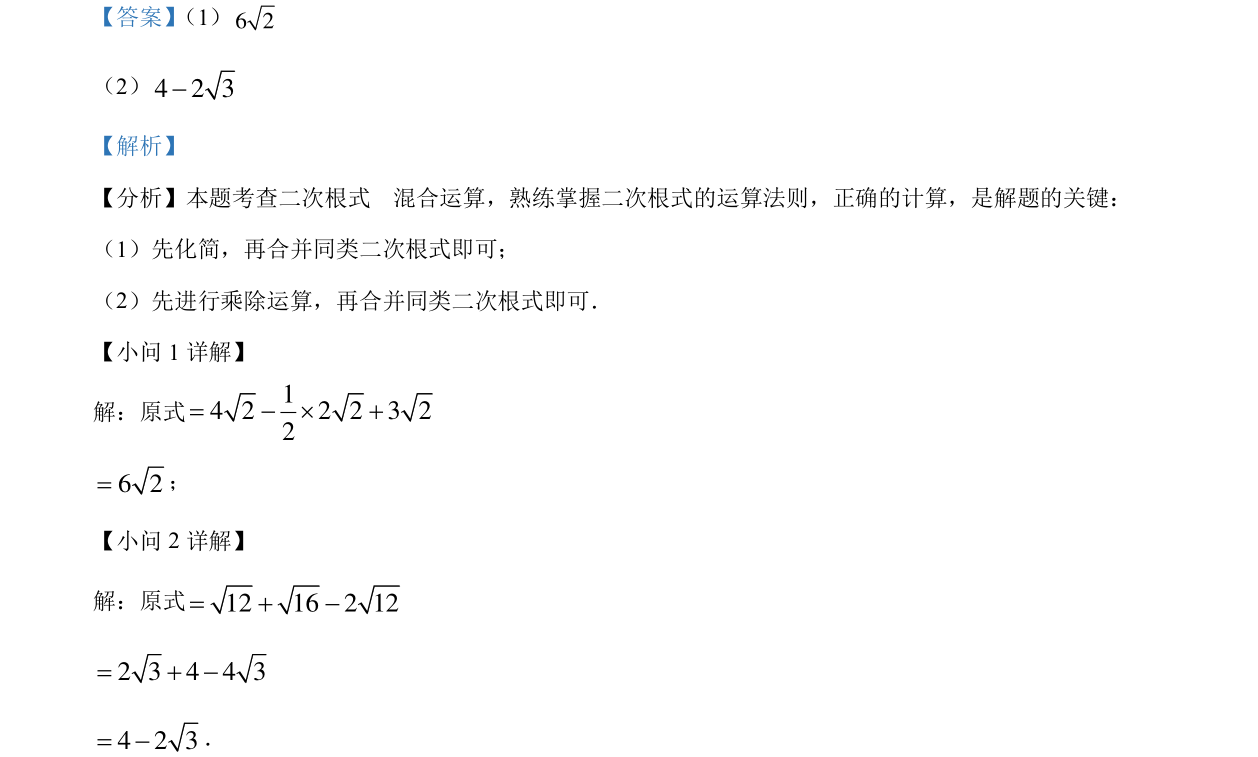 【答案】（1）6√2
（2）4−2√3
【解析】
【分析】本题考查二次根式 混合运算，熟练掌握二次根式的运算法则，正确的计算，是解题的关键：
（1）先化简，再合并同类二次根式即可；
（2）先进行乘除运算，再合并同类二次根式即可．
【小问 1 详解】
解：原式=4√2−1/2×2√2+3√2
=6√2；
【小问 2 详解】
解：原式=√12+√16−2√12
=2√3+4−4√3
=4−2√3．